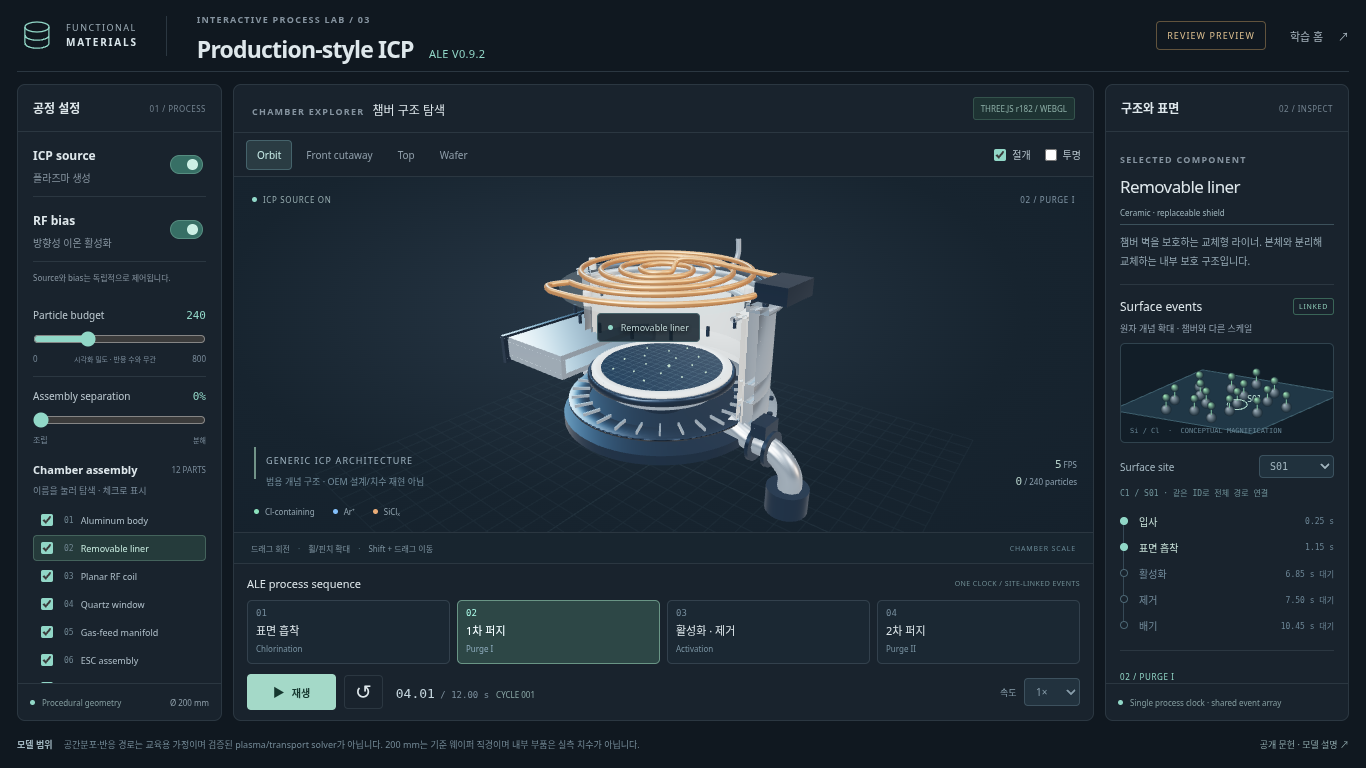 FUNCTIONAL
MATERIALS
INTERACTIVE PROCESS LAB / 03
Production-style ICP ALE V0.9.2
REVIEW PREVIEW
학습 홈 ↗
공정 설정 01 / PROCESS
ICP source
플라즈마 생성
RF bias
방향성 이온 활성화
Source와 bias는 독립적으로 제어됩니다.
Particle budget 240
0 시각화 밀도 · 반응 수와 무관 800
Assembly separation 0%
조립 분해
Chamber assembly 12 PARTS
이름을 눌러 탐색 · 체크로 표시
01 Aluminum body
02 Removable liner
03 Planar RF coil
04 Quartz window
05 Gas-feed manifold
06 ESC assembly
Procedural geometry Ø 200 mm
CHAMBER EXPLORER 챔버 구조 탐색
THREE.JS r182 / WEBGL
Orbit Front cutaway Top Wafer
절개 투명
ICP SOURCE ON 02 / PURGE I
Removable liner
GENERIC ICP ARCHITECTURE
범용 개념 구조 · OEM 설계/치수 재현 아님
5 FPS
0 / 240 particles
Cl-containing Ar⁺ SiCl₄
드래그 회전 · 휠/핀치 확대 · Shift + 드래그 이동 CHAMBER SCALE
ALE process sequence ONE CLOCK / SITE-LINKED EVENTS
01
표면 흡착
Chlorination
02
1차 퍼지
Purge I
03
활성화 · 제거
Activation
04
2차 퍼지
Purge II
▶ 재생 ↺ 04.01 / 12.00 s CYCLE 001
속도 1×
구조와 표면 02 / INSPECT
SELECTED COMPONENT
Removable liner
Ceramic · replaceable shield
챔버 벽을 보호하는 교체형 라이너. 본체와 분리해
교체하는 내부 보호 구조입니다.
Surface events LINKED
원자 개념 확대 · 챔버와 다른 스케일
S01
Si / Cl · CONCEPTUAL MAGNIFICATION
Surface site S01
C1 / S01 · 같은 ID로 전체 경로 연결
입사 0.25 s
표면 흡착 1.15 s
활성화 6.85 s 대기
제거 7.50 s 대기
배기 10.45 s 대기
02 / PURGE I
Single process clock · shared event array
모델 범위 공간분포·반응 경로는 교육용 가정이며 검증된 plasma/transport solver가 아닙니다. 200 mm는 기준 웨이퍼 직경이며 내부 부품은 실측 치수가 아닙니다.
공개 문헌 · 모델 설명 ↗